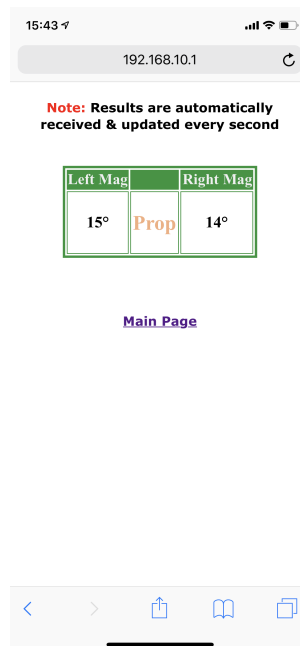 15:43
192.168.10.1
Note: Results are automatically
received & updated every second
Left Mag Right Mag
15° Prop 14°
Main Page